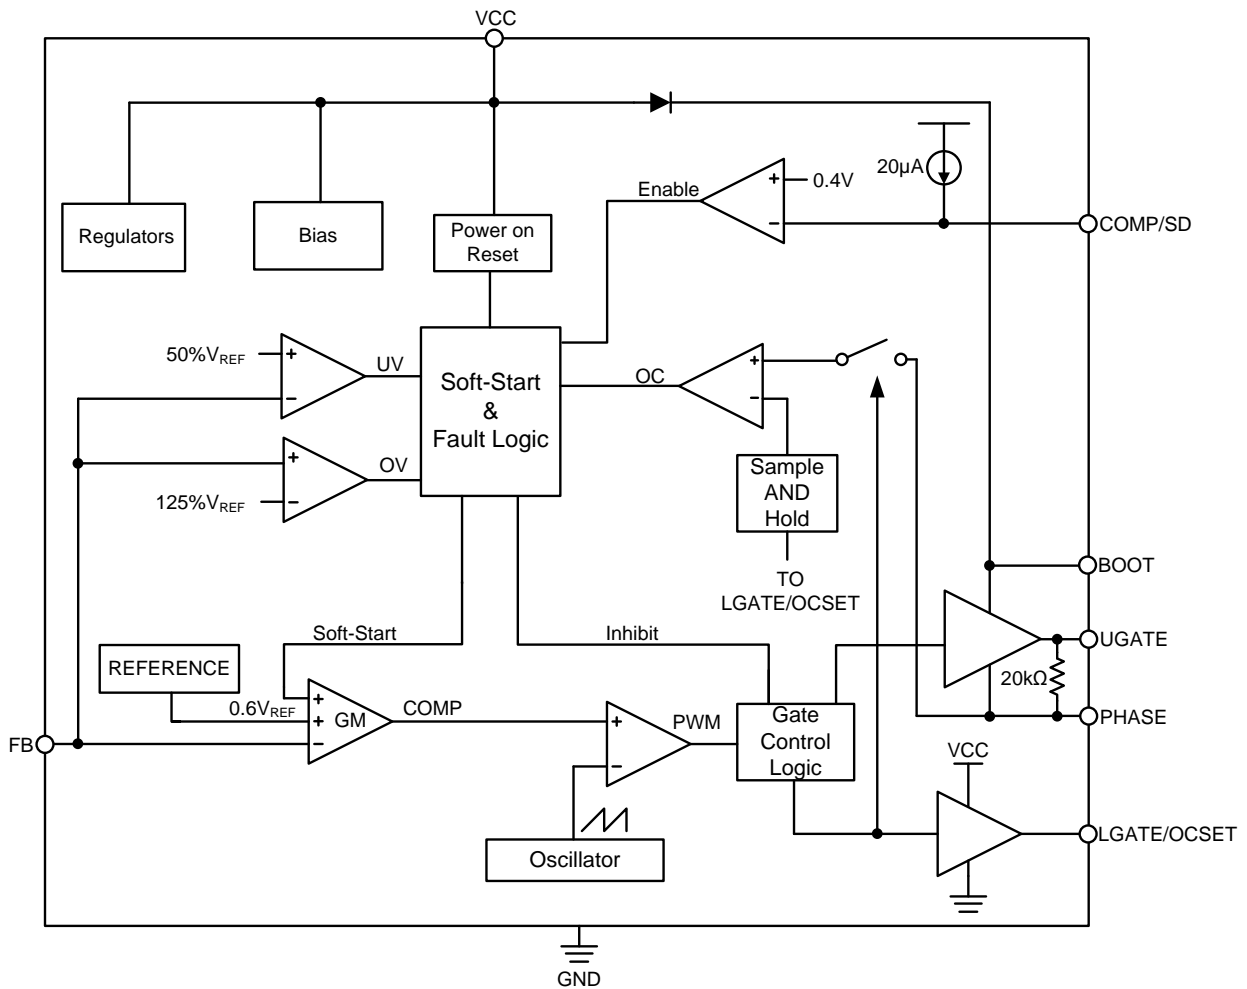 VCC
20µA
0.4V
+
−
Enable
COMP/SD
Regulators
Bias
Power on
Reset
50%VREF
+
−
UV
Soft-Start
&
Fault Logic
OC
+
−
OV
+
−
125%VREF
Sample
AND
Hold
TO
LGATE/OCSET
BOOT
Soft-Start
Inhibit
UGATE
20kΩ
REFERENCE
0.6VREF
+
+
−
GM
COMP
+
−
PWM
Gate
Control
Logic
PHASE
FB
VCC
LGATE/OCSET
Oscillator
GND